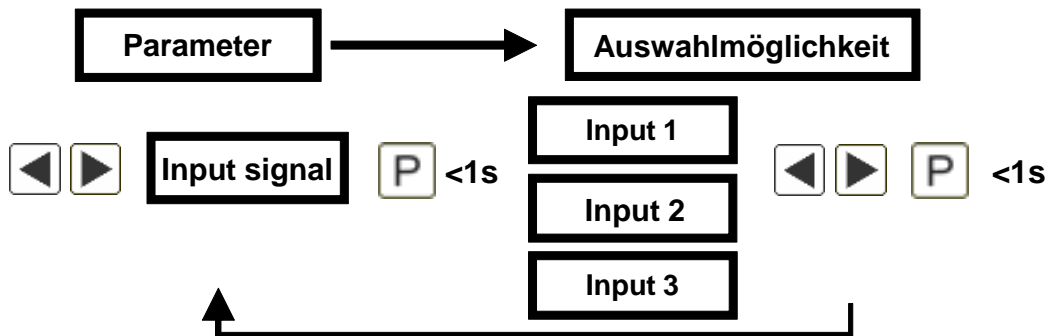 Parameter Auswahlmöglichkeit
Input 1
Input signal P <1s P <1s
Input 2
Input 3